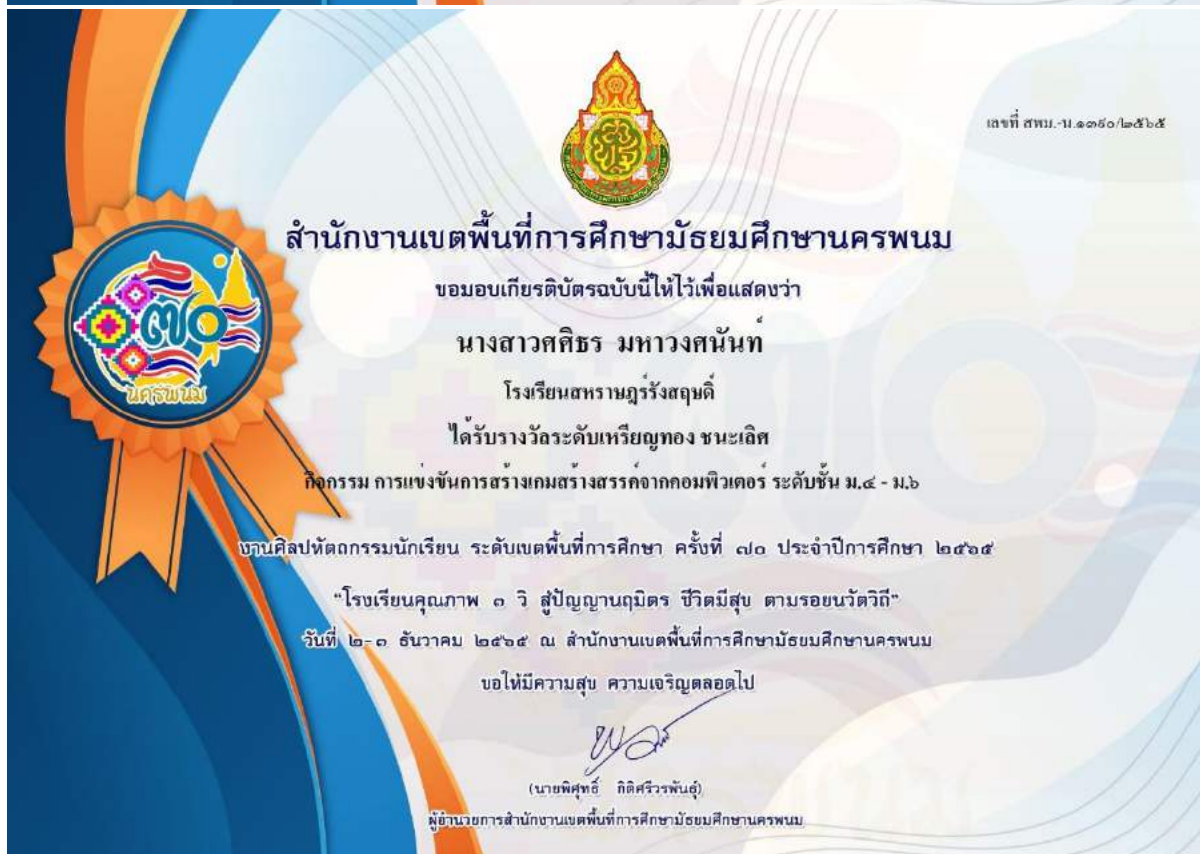 เลขที่ สพม.-น.๑๓๙๐/๒๕๖๕
สำนักงานเขตพื้นที่การศึกษามัธยมศึกษานครพนม
ขอมอบเกียรติบัตรฉบับนี้ให้ไว้เพื่อแสดงว่า
นางสาวศศิธร มหาวงศนันท์
โรงเรียนสหราษฎร์รังสฤษดิ์
ได้รับรางวัลระดับเหรียญทอง ชนะเลิศ
กิจกรรม การแข่งขันการสร้างเกมสร้างสรรค์จากคอมพิวเตอร์ ระดับชั้น ม.๔ - ม.๖
งานศิลปหัตถกรรมนักเรียน ระดับเขตพื้นที่การศึกษา ครั้งที่ ๗๐ ประจำปีการศึกษา ๒๕๖๕
“โรงเรียนคุณภาพ ๓ วิ สู่ปัญญานฤมิตร ชีวิตมีสุข ตามรอยนวัตวิถี”
วันที่ ๒-๓ ธันวาคม ๒๕๖๕ ณ สำนักงานเขตพื้นที่การศึกษามัธยมศึกษานครพนม
ขอให้มีความสุข ความเจริญตลอดไป
(นายพิศุทธิ์ กิติศรีวรพันธุ์)
ผู้อำนวยการสำนักงานเขตพื้นที่การศึกษามัธยมศึกษานครพนม
๗๐
นครพนม